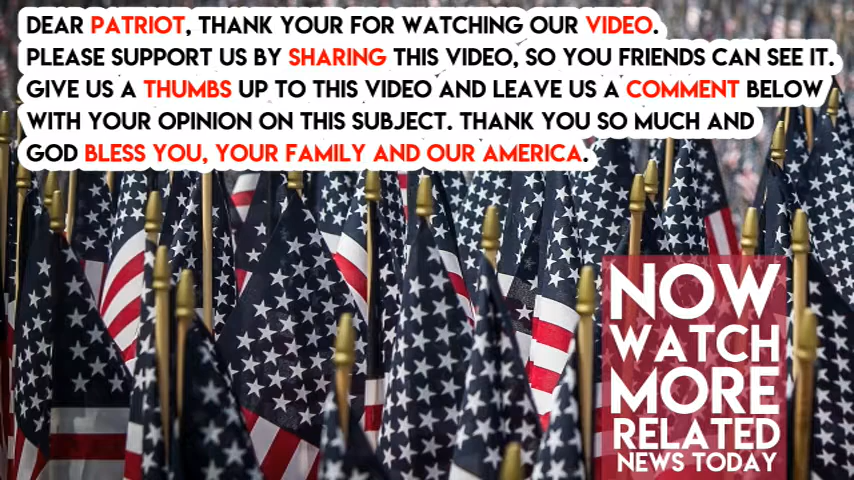 DEAR PATRIOT, THANK YOUR FOR WATCHING OUR VIDEO.
PLEASE SUPPORT US BY SHARING THIS VIDEO, SO YOU FRIENDS CAN SEE IT.
GIVE US A THUMBS UP TO THIS VIDEO AND LEAVE US A COMMENT BELOW
WITH YOUR OPINION ON THIS SUBJECT. THANK YOU SO MUCH AND
GOD BLESS YOU, YOUR FAMILY AND OUR AMERICA.
NOW
WATCH
MORE
RELATED
NEWS TODAY